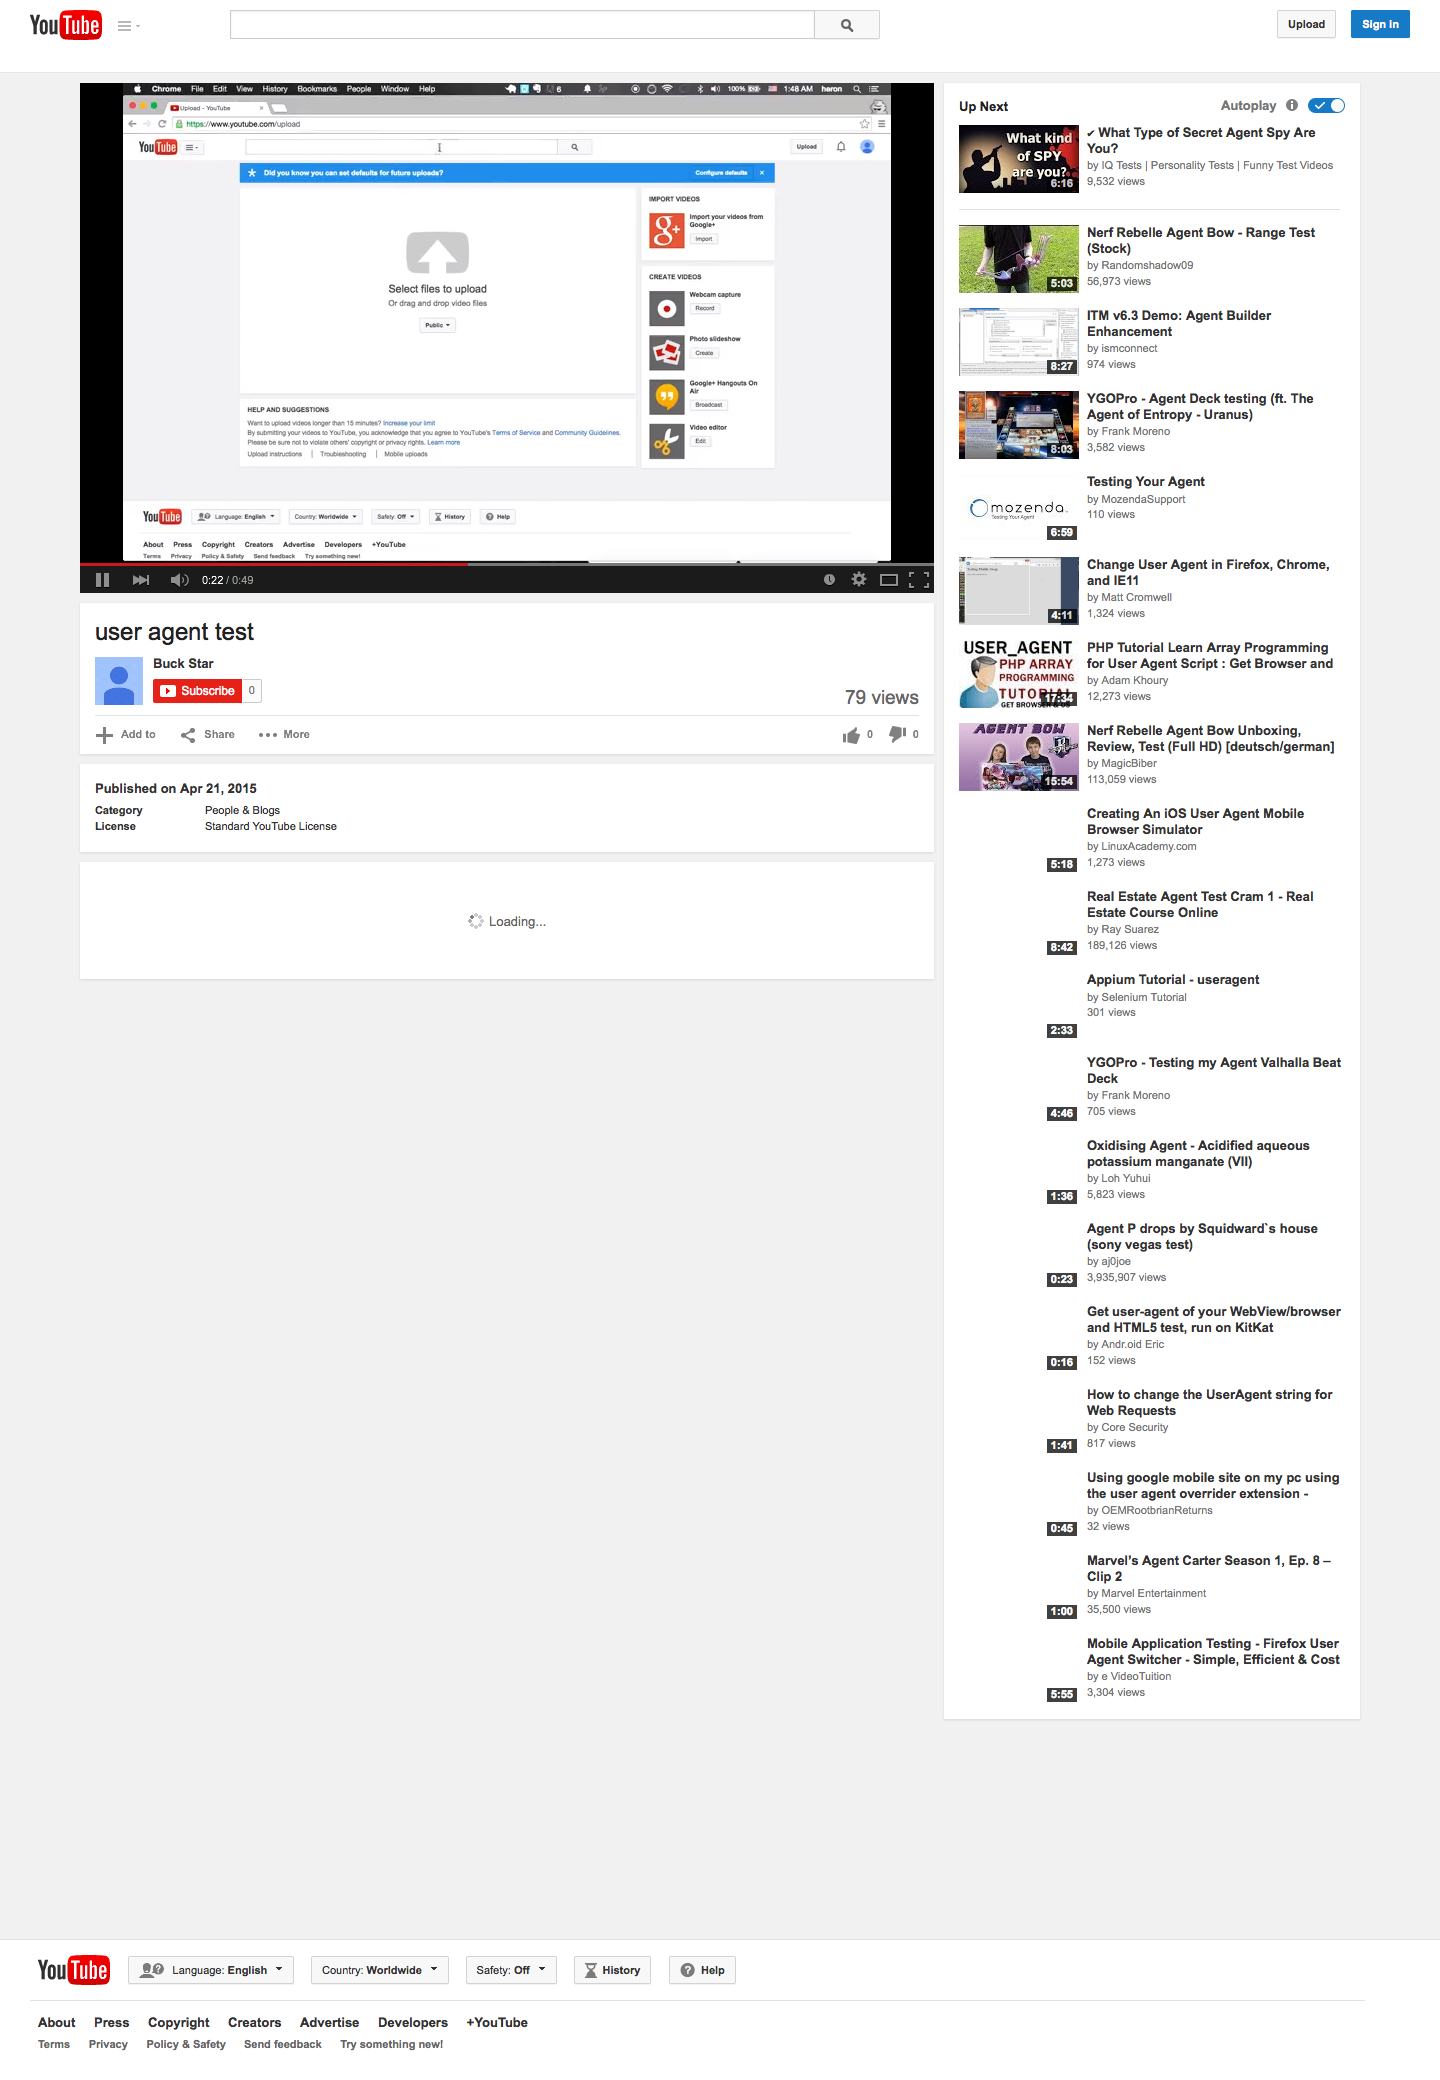 YouTube
Upload
Sign in
Chrome File Edit View History Bookmarks People Window Help
6
100%
1:48 AM heron
Upload - YouTube
https://www.youtube.com/upload
YouTube
Upload
Did you know you can set defaults for future uploads?
Configure defaults
Select files to upload
Or drag and drop video files
Public
IMPORT VIDEOS
Import your videos from
Google+
Import
CREATE VIDEOS
Webcam capture
Record
Photo slideshow
Create
Google+ Hangouts On
Air
Broadcast
Video editor
Edit
HELP AND SUGGESTIONS
Want to upload videos longer than 15 minutes? Increase your limit
By submitting your videos to YouTube, you acknowledge that you agree to YouTube's Terms of Service and Community Guidelines.
Please be sure not to violate others' copyright or privacy rights. Learn more
Upload instructions | Troubleshooting | Mobile uploads
YouTube
Language: English
Country: Worldwide
Safety: Off
History
Help
About Press Copyright Creators Advertise Developers +YouTube
Terms Privacy Policy & Safety Send feedback Try something new!
0:22 / 0:49
user agent test
Buck Star
Subscribe
0
79 views
Add to
Share
More
0
0
Published on Apr 21, 2015
Category People & Blogs
License Standard YouTube License
Loading...
Up Next
Autoplay
What kind
of SPY
are you?
6:16
✔ What Type of Secret Agent Spy Are
You?
by IQ Tests | Personality Tests | Funny Test Videos
9,532 views
5:03
Nerf Rebelle Agent Bow - Range Test
(Stock)
by Randomshadow09
56,973 views
8:27
ITM v6.3 Demo: Agent Builder
Enhancement
by ismconnect
974 views
8:03
YGOPro - Agent Deck testing (ft. The
Agent of Entropy - Uranus)
by Frank Moreno
3,582 views
mozenda
Testing Your Agent
6:59
Testing Your Agent
by MozendaSupport
110 views
4:11
Change User Agent in Firefox, Chrome,
and IE11
by Matt Cromwell
1,324 views
USER_AGENT
PHP ARRAY
PROGRAMMING
TUTORIAL
GET BROWSER & OS
17:34
PHP Tutorial Learn Array Programming
for User Agent Script : Get Browser and
by Adam Khoury
12,273 views
AGENT BOW
15:54
Nerf Rebelle Agent Bow Unboxing,
Review, Test (Full HD) [deutsch/german]
by MagicBiber
113,059 views
5:18
Creating An iOS User Agent Mobile
Browser Simulator
by LinuxAcademy.com
1,273 views
8:42
Real Estate Agent Test Cram 1 - Real
Estate Course Online
by Ray Suarez
189,126 views
2:33
Appium Tutorial - useragent
by Selenium Tutorial
301 views
4:46
YGOPro - Testing my Agent Valhalla Beat
Deck
by Frank Moreno
705 views
1:36
Oxidising Agent - Acidified aqueous
potassium manganate (VII)
by Loh Yuhui
5,823 views
0:23
Agent P drops by Squidward`s house
(sony vegas test)
by aj0joe
3,935,907 views
0:16
Get user-agent of your WebView/browser
and HTML5 test, run on KitKat
by Andr.oid Eric
152 views
1:41
How to change the UserAgent string for
Web Requests
by Core Security
817 views
0:45
Using google mobile site on my pc using
the user agent overrider extension -
by OEMRootbrianReturns
32 views
1:00
Marvel’s Agent Carter Season 1, Ep. 8 –
Clip 2
by Marvel Entertainment
35,500 views
5:55
Mobile Application Testing - Firefox User
Agent Switcher - Simple, Efficient & Cost
by e VideoTuition
3,304 views
YouTube
Language: English
Country: Worldwide
Safety: Off
History
Help
About Press Copyright Creators Advertise Developers +YouTube
Terms Privacy Policy & Safety Send feedback Try something new!